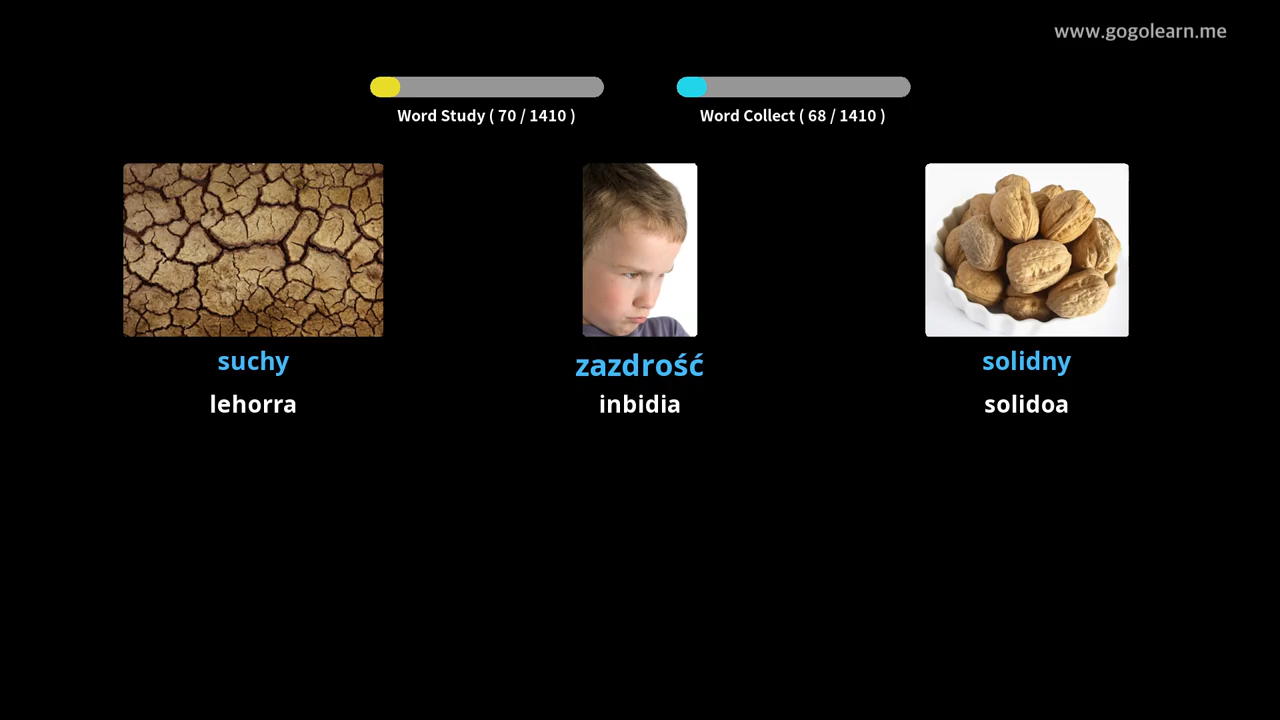 www.gogolearn.me
Word Study ( 70 / 1410 )
Word Collect ( 68 / 1410 )
suchy
zazdrość
solidny
lehorra
inbidia
solidoa